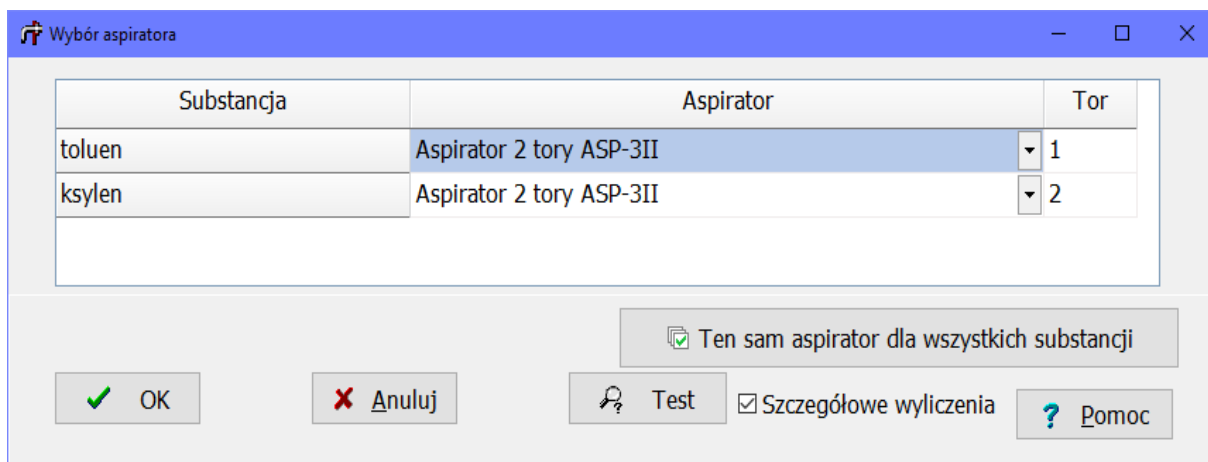 Wybór aspiratora
Substancja Aspirator Tor
toluen Aspirator 2 tory ASP-3II 1
ksylen Aspirator 2 tory ASP-3II 2
Ten sam aspirator dla wszystkich substancji
OK Anuluj Test Szczegółowe wyliczenia Pomoc